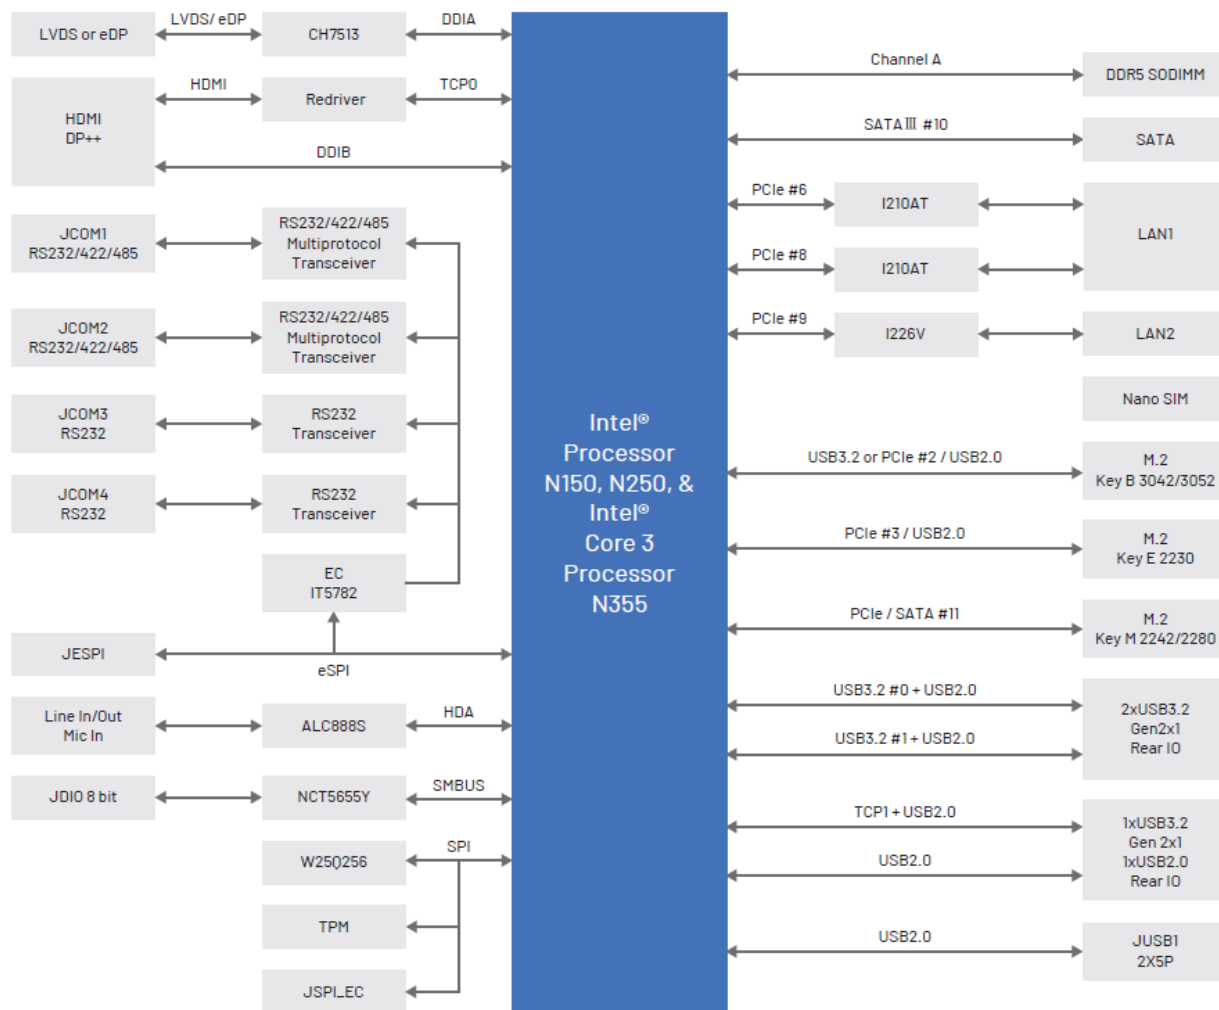 LVDS or eDP
LVDS/ eDP
CH7513
DDIA
HDMI
DP++
HDMI
Redriver
TCP0
DDIB
JCOM1
RS232/422/485
RS232/422/485
Multiprotocol
Transceiver
JCOM2
RS232/422/485
RS232/422/485
Multiprotocol
Transceiver
JCOM3
RS232
RS232
Transceiver
JCOM4
RS232
RS232
Transceiver
EC
IT5782
JESPI
eSPI
Line In/Out
Mic In
ALC888S
HDA
JDIO 8 bit
NCT5655Y
SMBUS
W25Q256
SPI
TPM
JSPI_EC
Intel®
Processor
N150, N250, &
Intel®
Core 3
Processor
N355
Channel A
DDR5 SODIMM
SATAⅢ #10
SATA
PCIe #6
I210AT
LAN1
PCIe #8
I210AT
PCIe #9
I226V
LAN2
Nano SIM
USB3.2 or PCIe #2 / USB2.0
M.2
Key B 3042/3052
PCIe #3 / USB2.0
M.2
Key E 2230
PCIe / SATA #11
M.2
Key M 2242/2280
USB3.2 #0 + USB2.0
USB3.2 #1 + USB2.0
2xUSB3.2
Gen2x1
Rear IO
TCP1 + USB2.0
USB2.0
1xUSB3.2
Gen 2x1
1xUSB2.0
Rear IO
USB2.0
JUSB1
2X5P